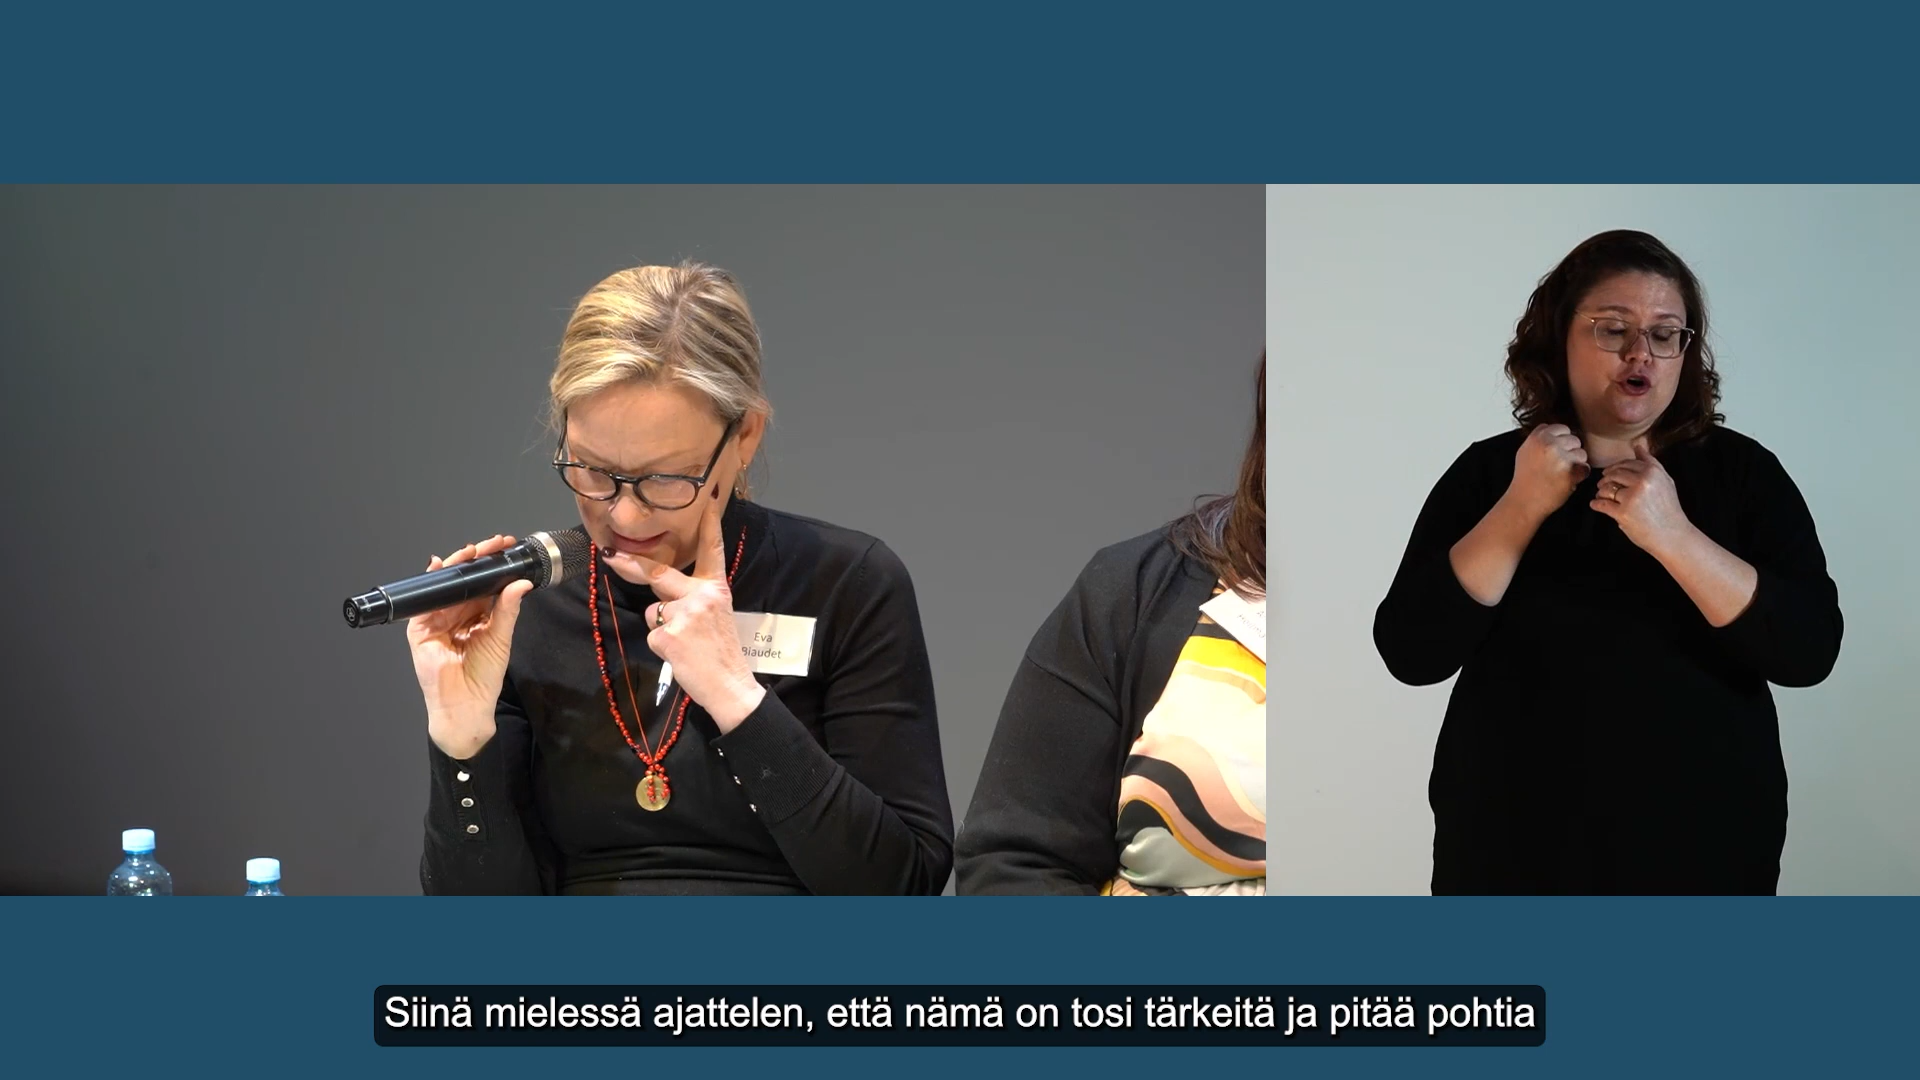 Eva
Biaudet
Siinä mielessä ajattelen, että nämä on tosi tärkeitä ja pitää pohtia